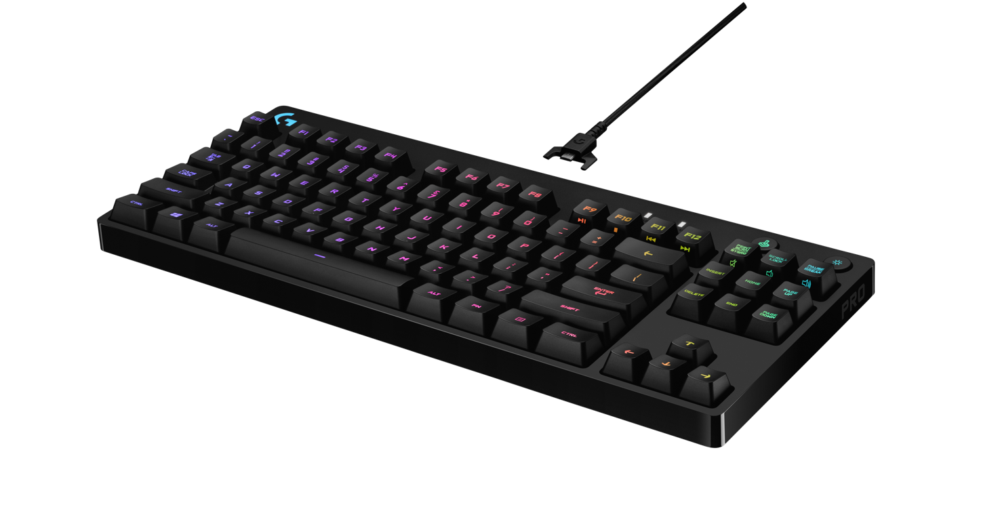 ESC F1 F2 F3 F4 F5 F6 F7 F8 F9 F10 F11 F12
PRINT
SCRN
SYSRQ
SCROLL
LOCK
PAUSE
BREAK
1 2 3 4 5 6 7 8 9 0 - +
=
TAB Q W E R T Y U I O P
INSERT HOME PAGE
UP
CAPS
LOCK
A S D F G H J K L ENTER
DELETE END PAGE
DOWN
SHIFT Z X C V B N M ? SHIFT
CTRL ALT ALT FN CTRL
G
PRO